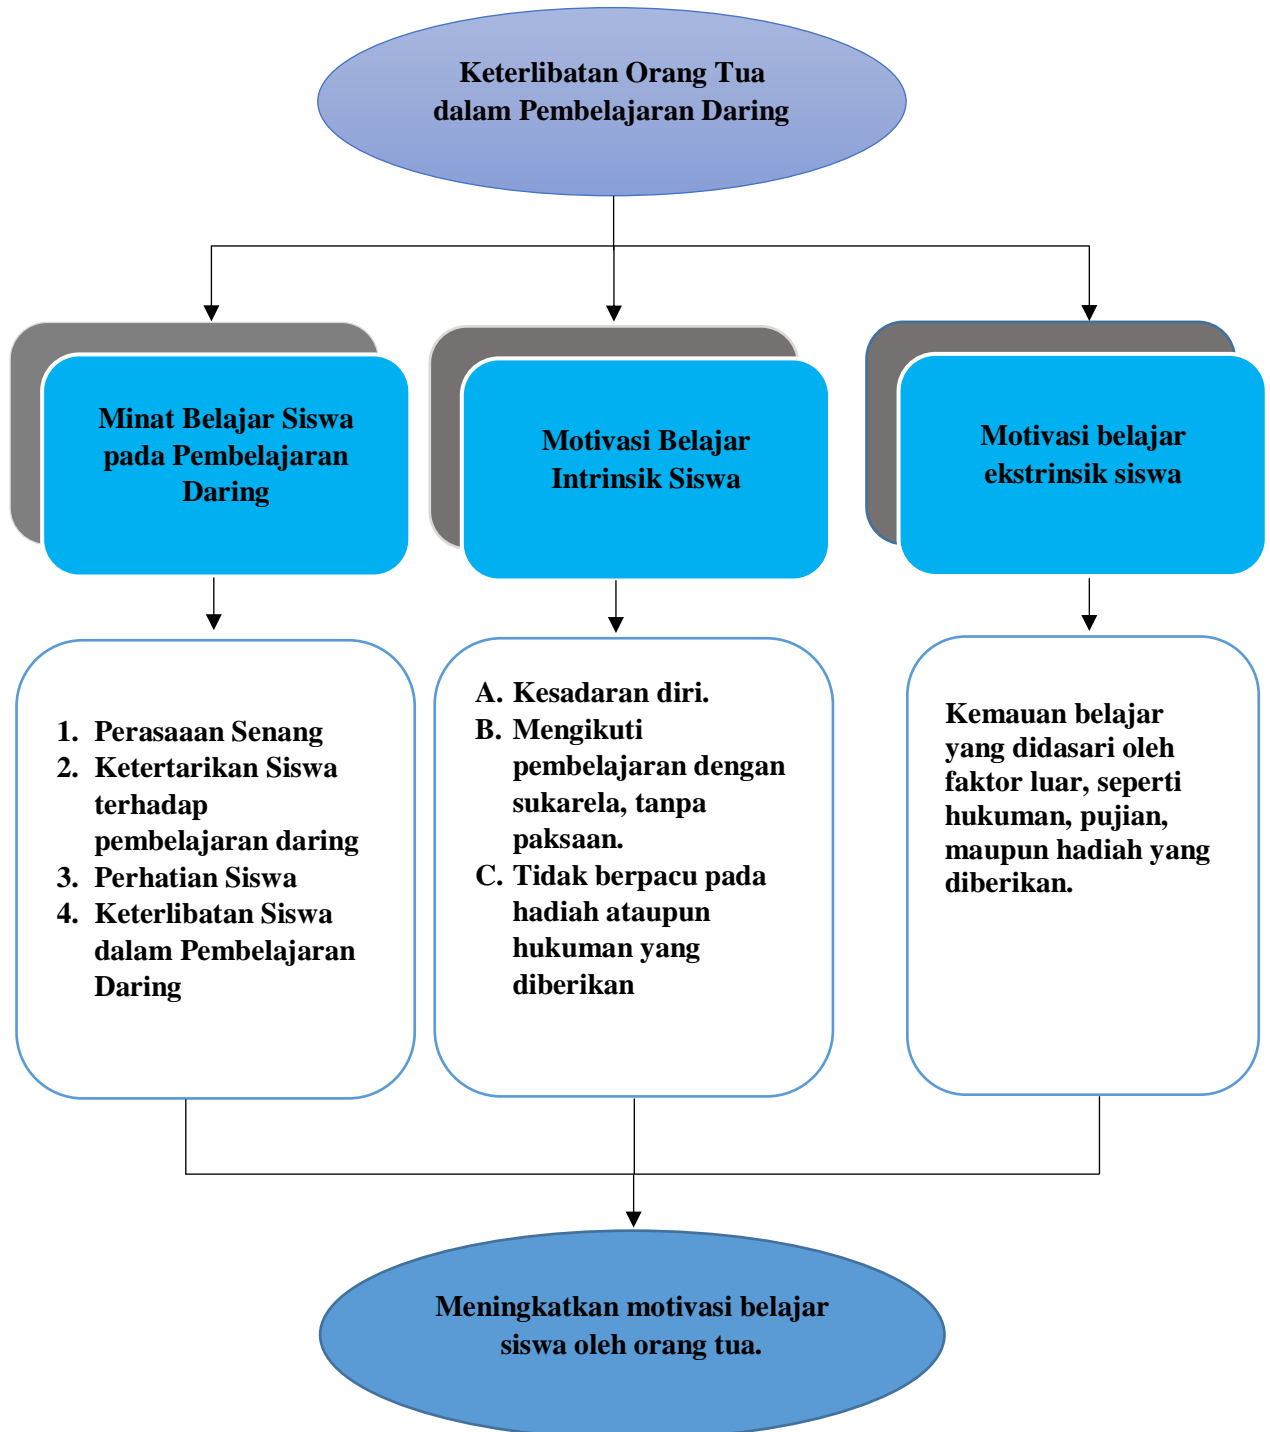 Keterlibatan Orang Tua
dalam Pembelajaran Daring
Minat Belajar Siswa
pada Pembelajaran
Daring
Motivasi Belajar
Intrinsik Siswa
Motivasi belajar
ekstrinsik siswa
1. Perasaaan Senang
2. Ketertarikan Siswa
terhadap
pembelajaran daring
3. Perhatian Siswa
4. Keterlibatan Siswa
dalam Pembelajaran
Daring
A. Kesadaran diri.
B. Mengikuti
pembelajaran dengan
sukarela, tanpa
paksaan.
C. Tidak berpacu pada
hadiah ataupun
hukuman yang
diberikan
Kemauan belajar
yang didasari oleh
faktor luar, seperti
hukuman, pujian,
maupun hadiah yang
diberikan.
Meningkatkan motivasi belajar
siswa oleh orang tua.